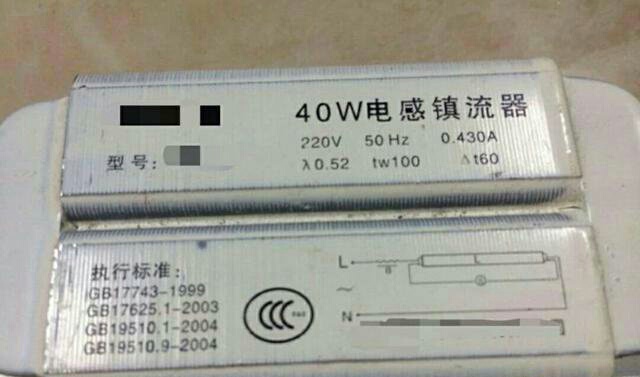 40W电感镇流器
220V 50Hz 0.430A
型号:
λ0.52 tw100 Δt60
执行标准:
GB17743-1999
GB17625.1-2003
GB19510.1-2004
GB19510.9-2004
CCC
L
B
S
~
N